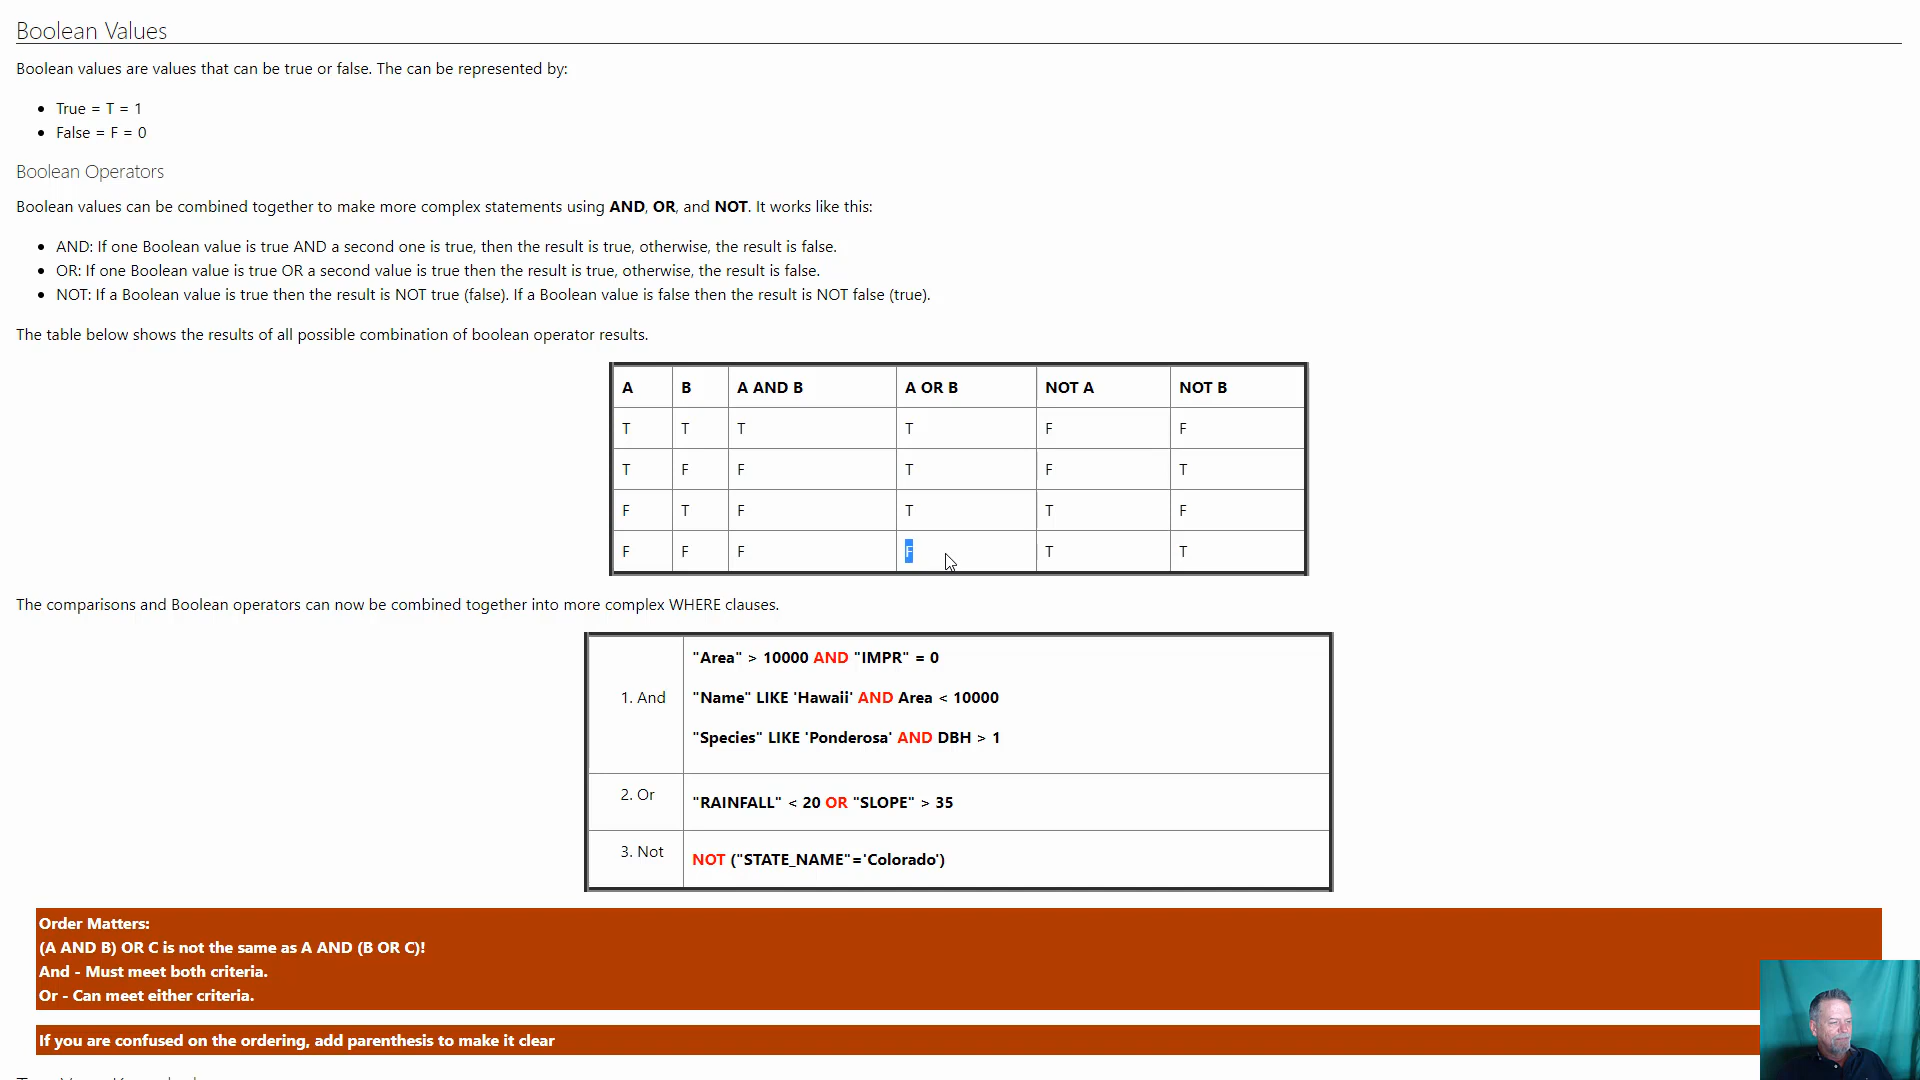 Boolean Values
Boolean values are values that can be true or false. The can be represented by:
• True = T = 1
• False = F = 0
Boolean Operators
Boolean values can be combined together to make more complex statements using AND, OR, and NOT. It works like this:
• AND: If one Boolean value is true AND a second one is true, then the result is true, otherwise, the result is false.
• OR: If one Boolean value is true OR a second value is true then the result is true, otherwise, the result is false.
• NOT: If a Boolean value is true then the result is NOT true (false). If a Boolean value is false then the result is NOT false (true).
The table below shows the results of all possible combination of boolean operator results.
A B A AND B A OR B NOT A NOT B
T T T T F F
T F F T F T
F T F T T F
F F F F T T
The comparisons and Boolean operators can now be combined together into more complex WHERE clauses.
"Area" > 10000 AND "IMPR" = 0
1. And "Name" LIKE 'Hawaii' AND Area < 10000
"Species" LIKE 'Ponderosa' AND DBH > 1
2. Or "RAINFALL" < 20 OR "SLOPE" > 35
3. Not NOT ("STATE_NAME"='Colorado')
Order Matters:
(A AND B) OR C is not the same as A AND (B OR C)!
And - Must meet both criteria.
Or - Can meet either criteria.
If you are confused on the ordering, add parenthesis to make it clear